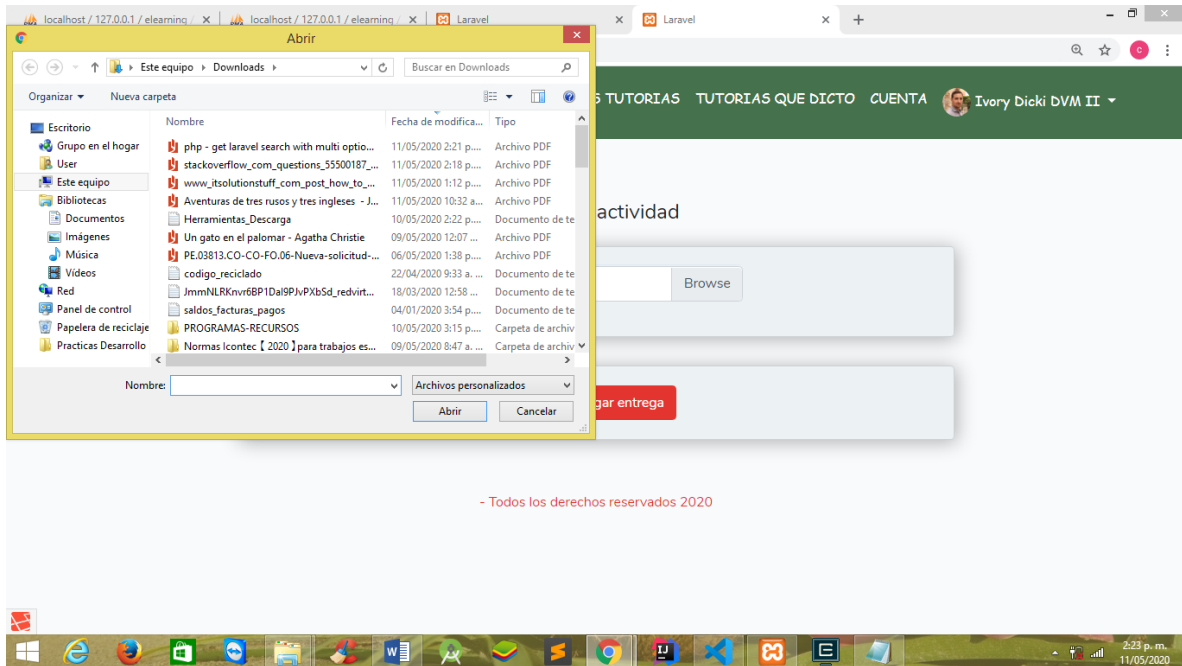 localhost / 127.0.0.1 / elearning /
localhost / 127.0.0.1 / elearning /
Laravel
Laravel
Abrir
Este equipo
Downloads
Buscar en Downloads
Organizar
Nueva carpeta
Nombre
Fecha de modifica...
Tipo
Escritorio
Grupo en el hogar
User
Este equipo
Bibliotecas
Documentos
Imágenes
Música
Vídeos
Red
Panel de control
Papelera de reciclaje
Practicas Desarrollo
php - get laravel search with multi optio... 11/05/2020 2:21 p.... Archivo PDF
stackoverflow_com_questions_55500187_... 11/05/2020 2:18 p.... Archivo PDF
www_itsolutionstuff_com_post_how_to_... 11/05/2020 1:12 p.... Archivo PDF
Aventuras de tres rusos y tres ingleses - J... 11/05/2020 10:32 a... Archivo PDF
Herramientas_Descarga 10/05/2020 2:22 p.... Documento de te
Un gato en el palomar - Agatha Christie 09/05/2020 12:07 ... Archivo PDF
PE.03813.CO-CO-FO.06-Nueva-solicitud-... 06/05/2020 1:38 p.... Archivo PDF
codigo_reciclado 22/04/2020 9:33 a. ... Documento de te
JmmNLRKnvr6BP1Dal9PJvPXbSd_redvirt... 18/03/2020 12:58 ... Documento de te
saldos_facturas_pagos 04/01/2020 3:54 p.... Documento de te
PROGRAMAS-RECURSOS 10/05/2020 3:15 p.... Carpeta de archiv
Normas Icontec【 2020 】para trabajos es... 09/05/2020 8:47 a. ... Carpeta de archiv
Nombre:
Archivos personalizados
Abrir
Cancelar
c
S TUTORIAS
TUTORIAS QUE DICTO
CUENTA
Ivory Dicki DVM II
actividad
Browse
gar entrega
- Todos los derechos reservados 2020
2:23 p. m.
11/05/2020